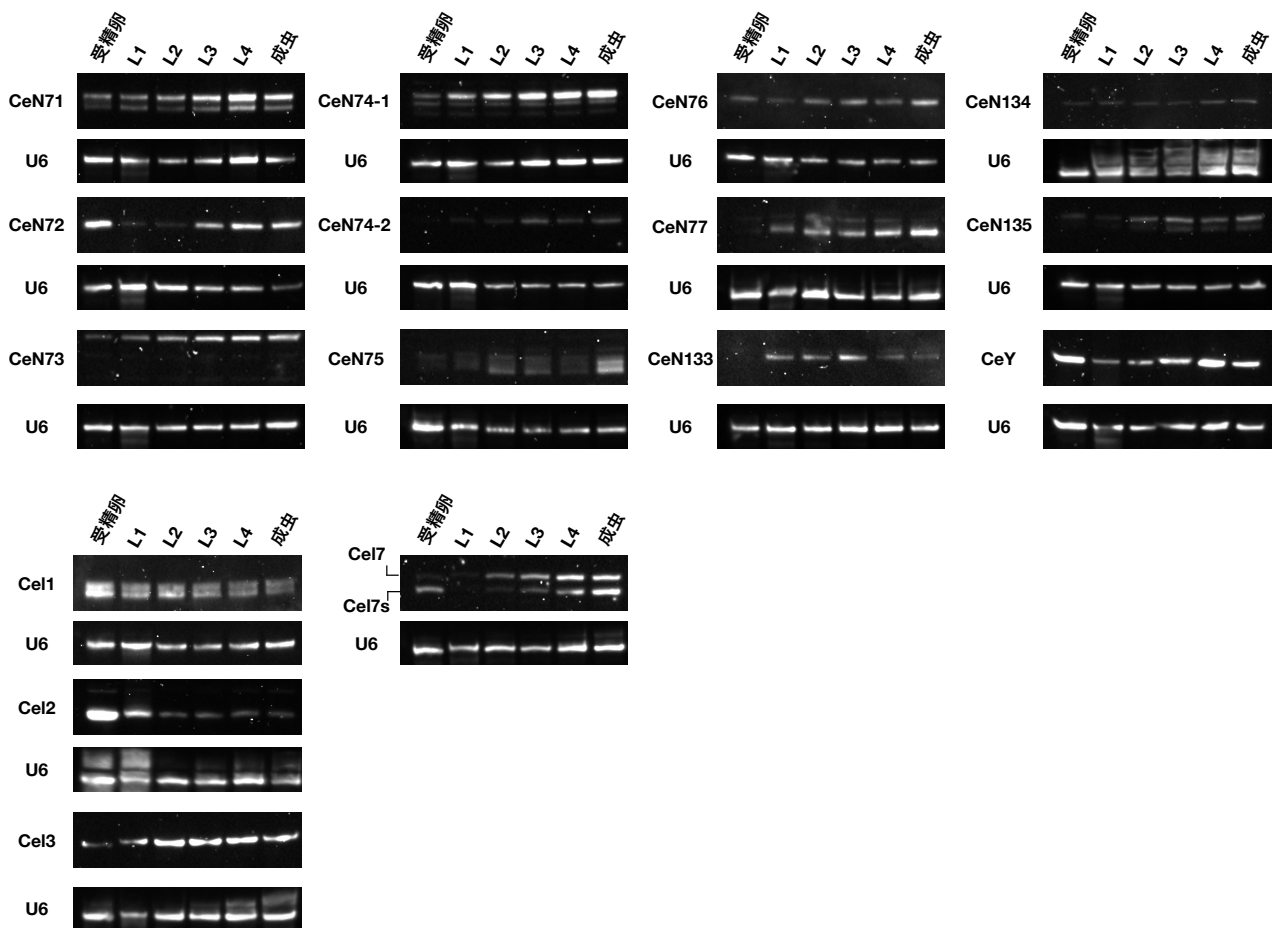 受精卵 L1 L2 L3 L4 成虫
CeN71
U6
CeN72
U6
CeN73
U6
受精卵 L1 L2 L3 L4 成虫
CeN74-1
U6
CeN74-2
U6
CeN75
U6
受精卵 L1 L2 L3 L4 成虫
CeN76
U6
CeN77
U6
CeN133
U6
受精卵 L1 L2 L3 L4 成虫
CeN134
U6
CeN135
U6
CeY
U6
受精卵 L1 L2 L3 L4 成虫
Cel1
U6
Cel2
U6
Cel3
U6
受精卵 L1 L2 L3 L4 成虫
Cel7
Cel7s
U6